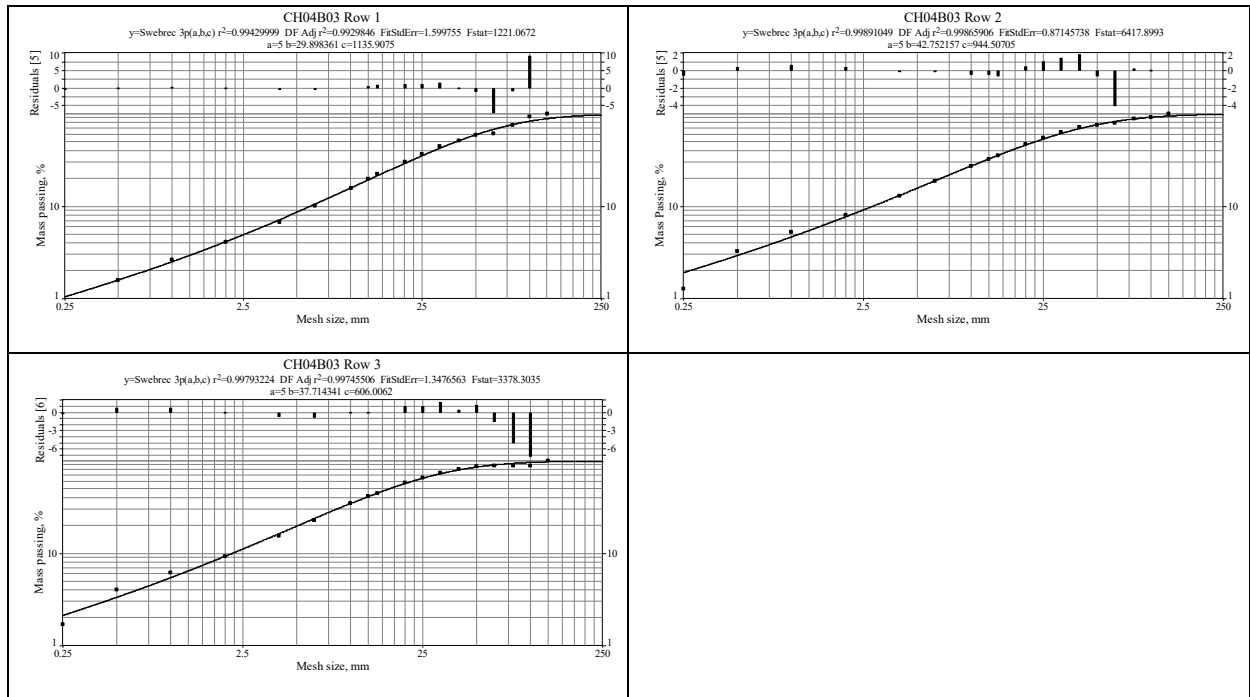 CH04B03 Row 1
y=Swebrec 3p(a,b,c) r²=0.99429999 DF Adj r²=0.9929846 FitStdErr=1.599755 Fstat=1221.0672
a=5 b=29.898361 c=1135.9075
Residuals [5]
10
5
0
-5
10
5
0
-5
Mass passing, %
10
1
10
1
0.25
2.5
25
250
Mesh size, mm
CH04B03 Row 2
y=Swebrec 3p(a,b,c) r²=0.99891049 DF Adj r²=0.99865906 FitStdErr=0.87145738 Fstat=6417.8993
a=5 b=42.752157 c=944.50705
Residuals [5]
2
0
-2
-4
2
0
-2
-4
Mass Passing, %
10
1
10
1
0.25
2.5
25
250
Mesh size, mm
CH04B03 Row 3
y=Swebrec 3p(a,b,c) r²=0.99793224 DF Adj r²=0.99745506 FitStdErr=1.3476563 Fstat=3378.3035
a=5 b=37.714341 c=606.0062
Residuals [6]
0
-3
-6
0
-3
-6
Mass passing, %
10
1
10
1
0.25
2.5
25
250
Mesh size, mm